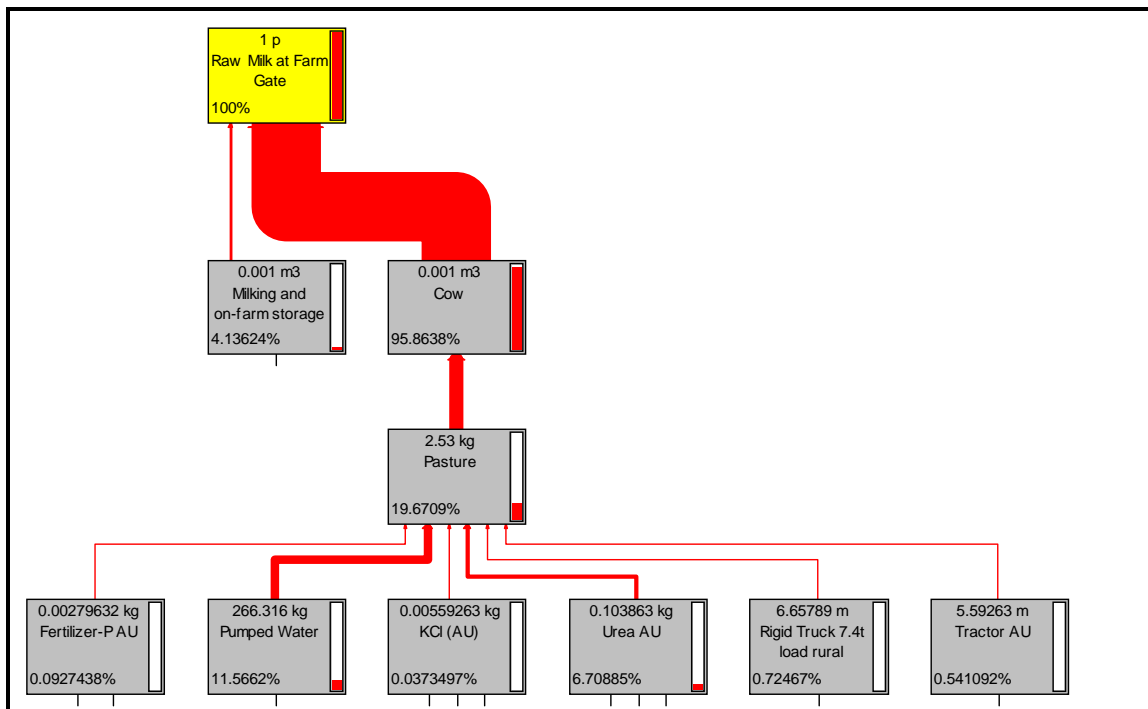 1 p
Raw Milk at Farm
Gate
100%
0.001 m3
Milking and
on-farm storage
4.13624%
0.001 m3
Cow
95.8638%
2.53 kg
Pasture
19.6709%
0.00279632 kg
Fertilizer-P AU
0.0927438%
266.316 kg
Pumped Water
11.5662%
0.00559263 kg
KCl (AU)
0.0373497%
0.103863 kg
Urea AU
6.70885%
6.65789 m
Rigid Truck 7.4t
load rural
0.72467%
5.59263 m
Tractor AU
0.541092%